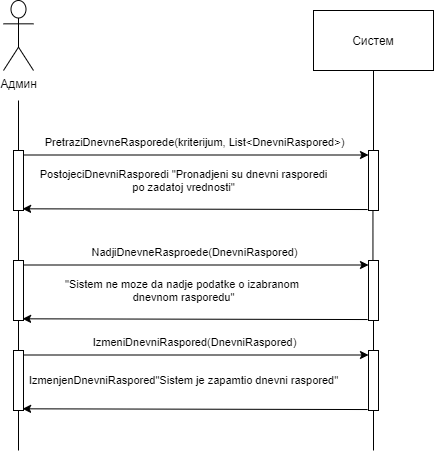 Систем
Админ
PretraziDnevneRasporede(kriterijum, List<DnevniRaspored>)
PostojeciDnevniRasporedi "Pronadjeni su dnevni rasporedi
po zadatoj vrednosti"
NadjiDnevneRasproede(DnevniRaspored)
"Sistem ne moze da nadje podatke o izabranom
dnevnom rasporedu"
IzmeniDnevniRaspored(DnevniRaspored)
IzmenjenDnevniRaspored"Sistem je zapamtio dnevni raspored"